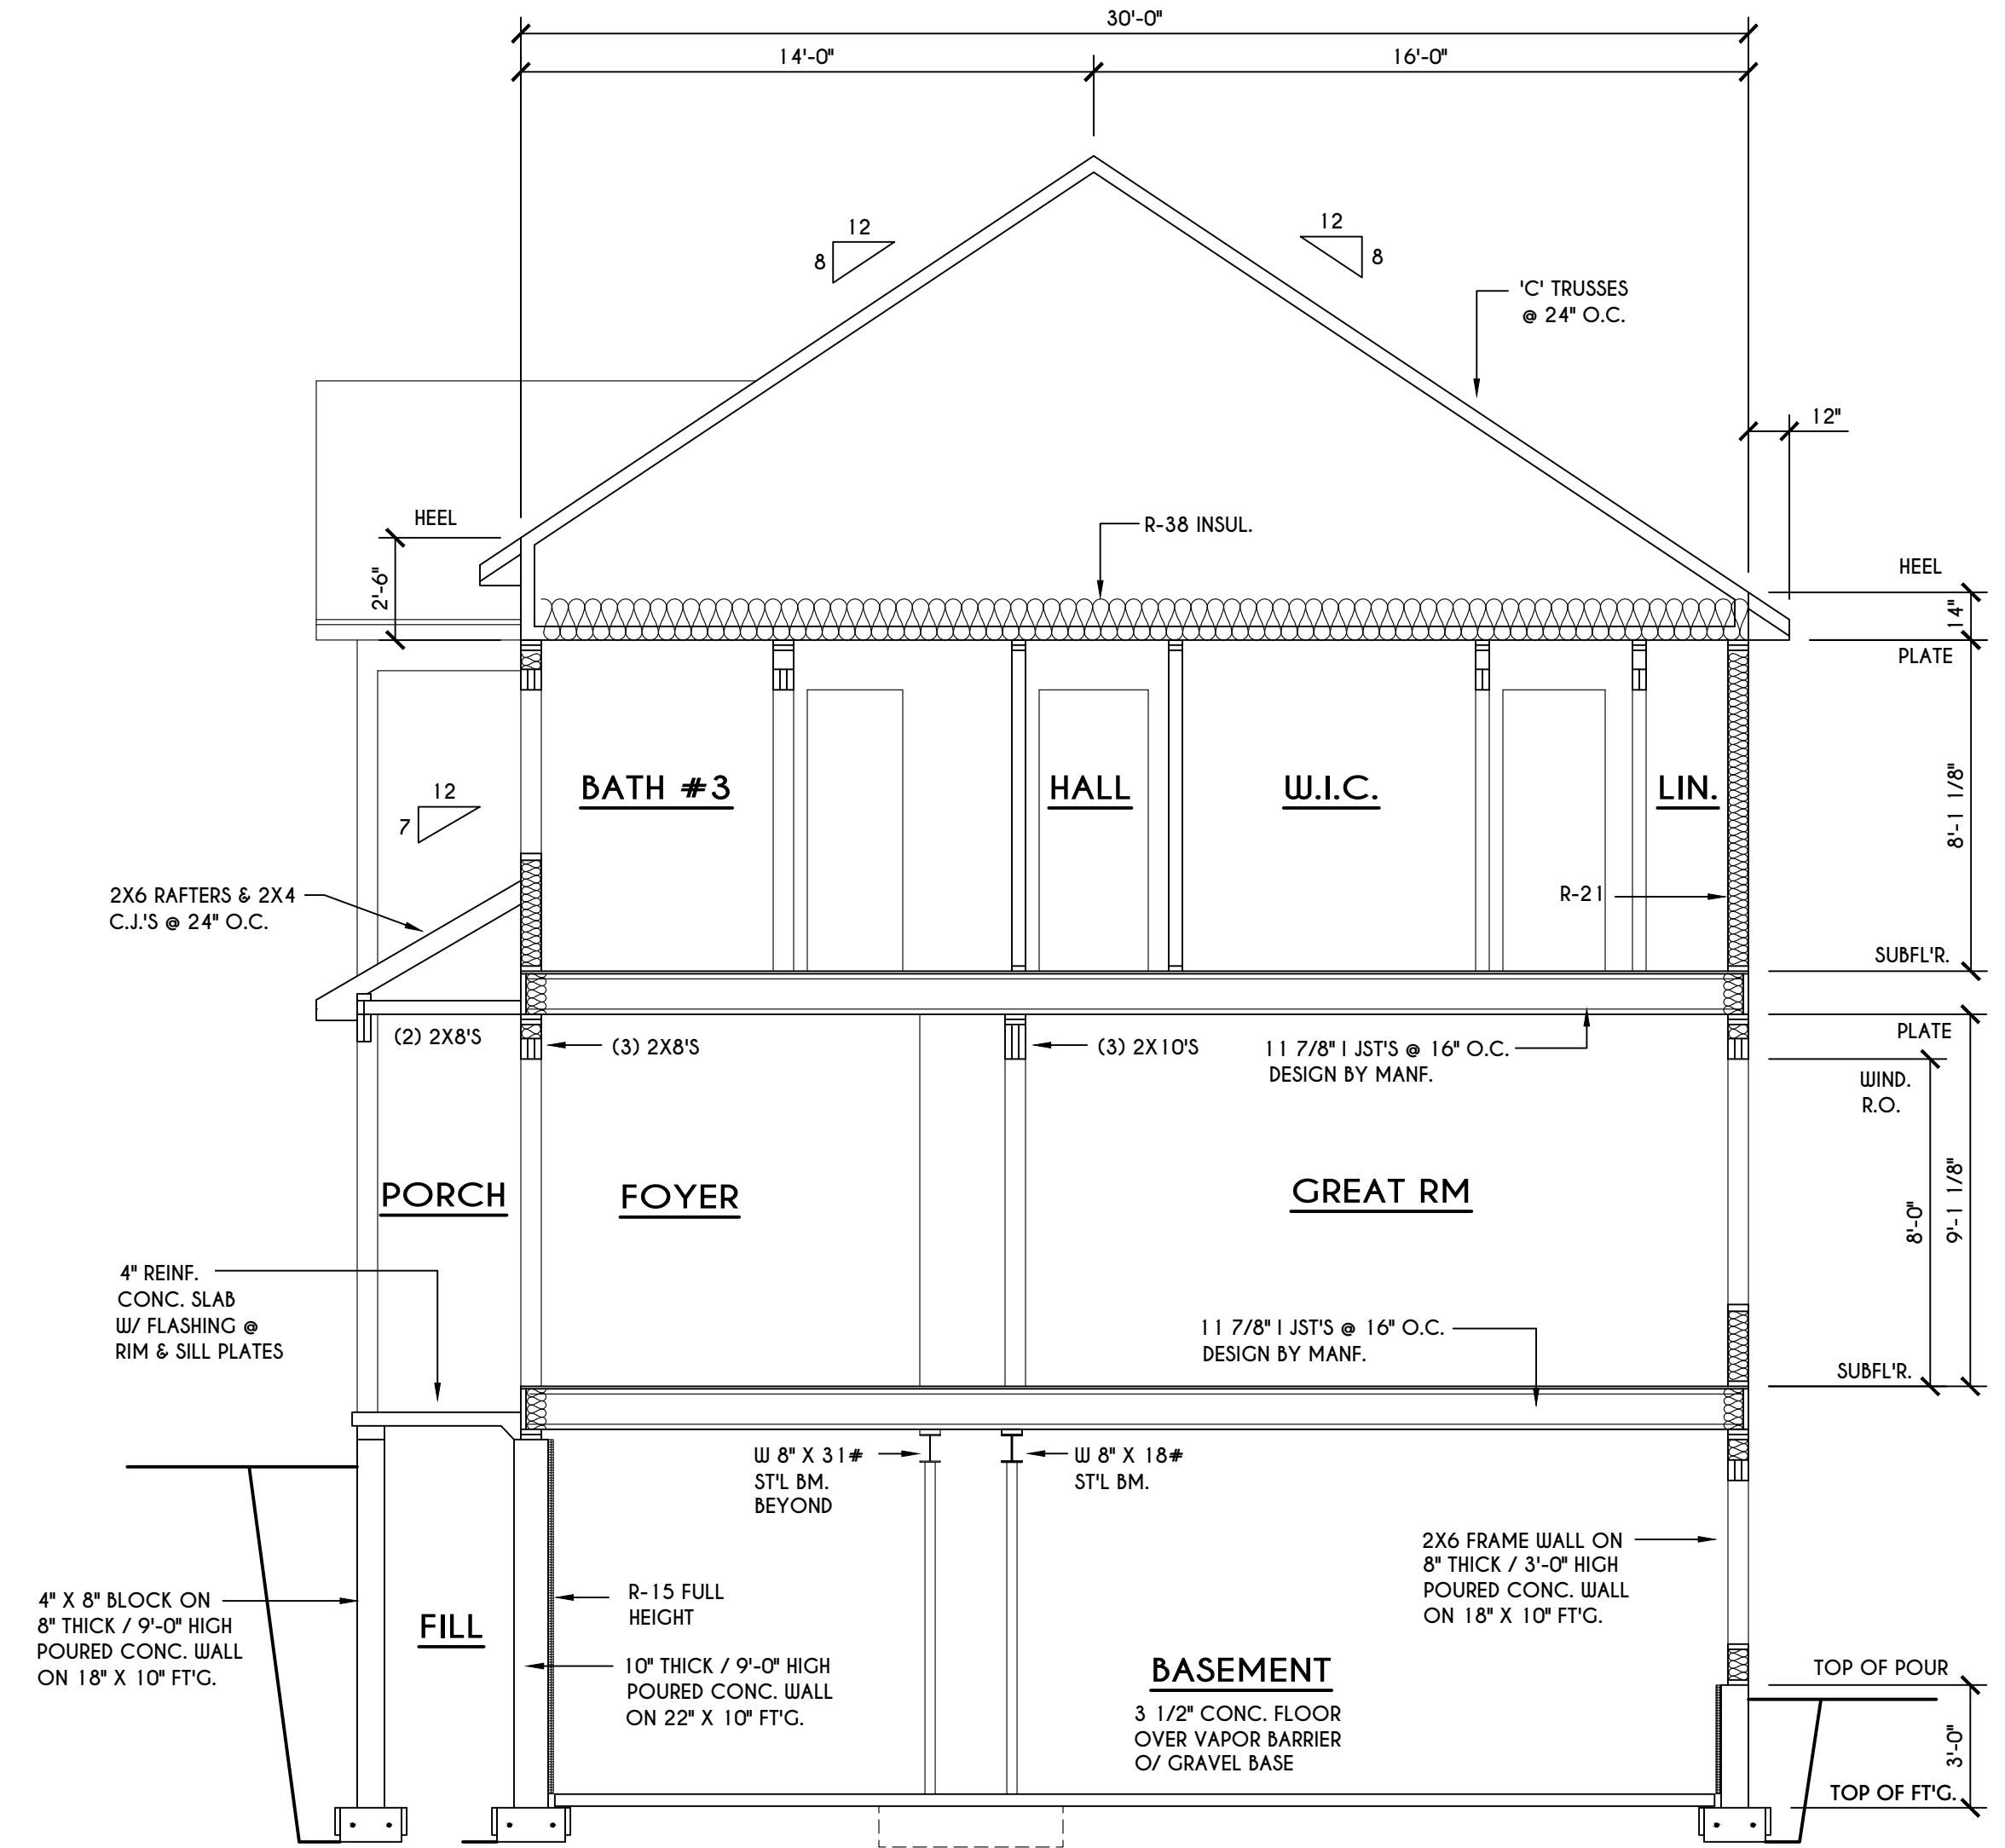 30'-0"
14'-0"
16'-0"
12
8
12
8
'C' TRUSSES
@ 24" O.C.
12"
HEEL
2'-6"
R-38 INSUL.
HEEL
14"
PLATE
BATH #3
HALL
W.I.C.
LIN.
8'-1 1/8"
12
7
2X6 RAFTERS & 2X4
C.J.'S @ 24" O.C.
R-21
SUBFL'R.
(2) 2X8'S
(3) 2X8'S
(3) 2X10'S
11 7/8" I JST'S @ 16" O.C.
DESIGN BY MANF.
PLATE
WIND.
R.O.
PORCH
FOYER
GREAT RM
8'-0"
9'-1 1/8"
4" REINF.
CONC. SLAB
W/ FLASHING @
RIM & SILL PLATES
11 7/8" I JST'S @ 16" O.C.
DESIGN BY MANF.
SUBFL'R.
W 8" X 31#
ST'L BM.
BEYOND
W 8" X 18#
ST'L BM.
2X6 FRAME WALL ON
8" THICK / 3'-0" HIGH
POURED CONC. WALL
ON 18" X 10" FT'G.
4" X 8" BLOCK ON
8" THICK / 9'-0" HIGH
POURED CONC. WALL
ON 18" X 10" FT'G.
FILL
R-15 FULL
HEIGHT
10" THICK / 9'-0" HIGH
POURED CONC. WALL
ON 22" X 10" FT'G.
BASEMENT
3 1/2" CONC. FLOOR
OVER VAPOR BARRIER
O/ GRAVEL BASE
TOP OF POUR
3'-0"
TOP OF FT'G.